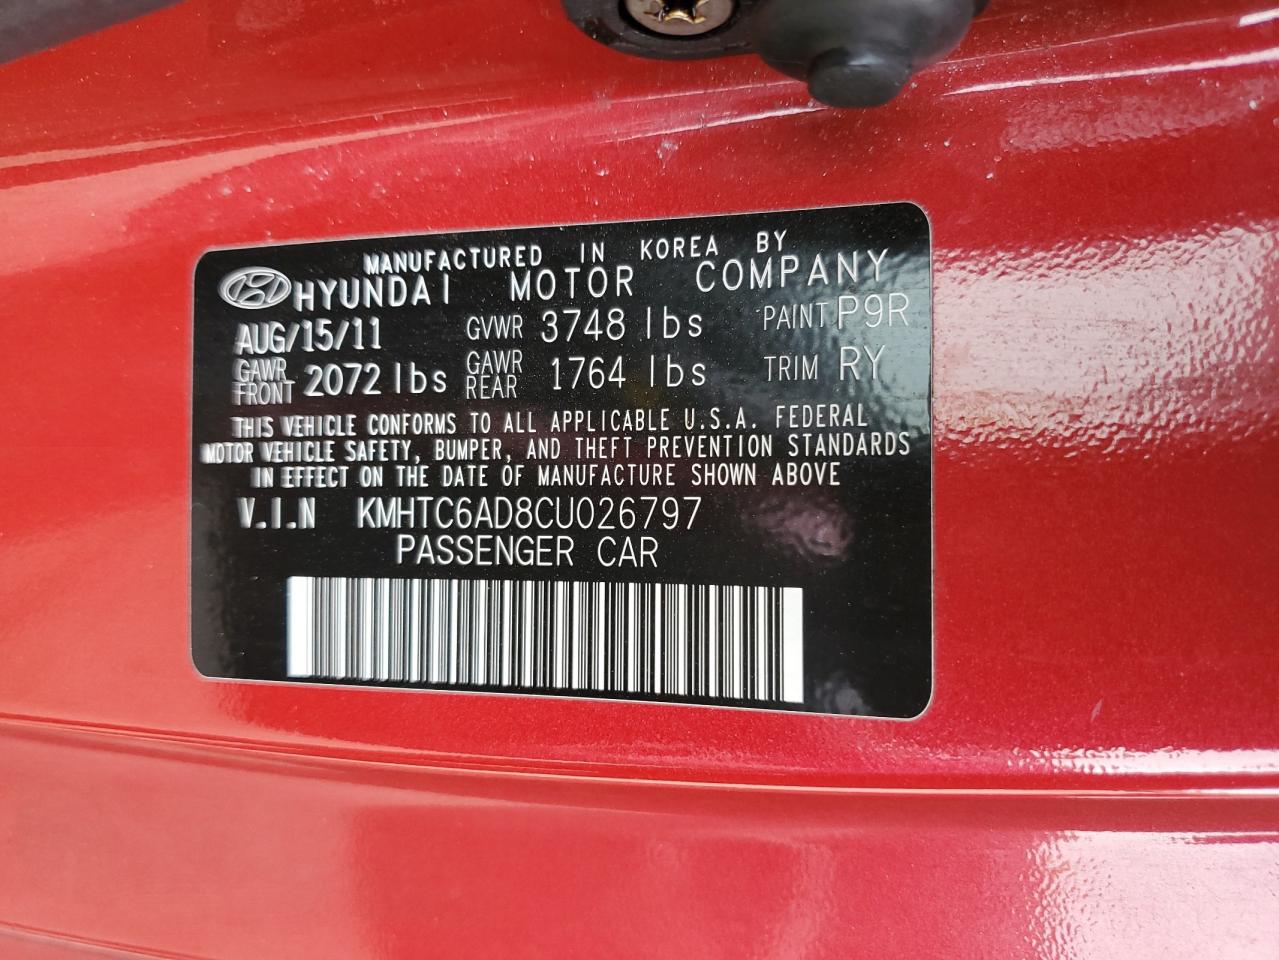 MANUFACTURED IN KOREA BY
HYUNDAI MOTOR COMPANY
AUG/15/11 GVWR 3748 lbs PAINT P9R
GAWR FRONT 2072 lbs GAWR REAR 1764 lbs TRIM RY
THIS VEHICLE CONFORMS TO ALL APPLICABLE U.S.A. FEDERAL
MOTOR VEHICLE SAFETY, BUMPER, AND THEFT PREVENTION STANDARDS
IN EFFECT ON THE DATE OF MANUFACTURE SHOWN ABOVE
V.I.N KMHTC6AD8CU026797
PASSENGER CAR